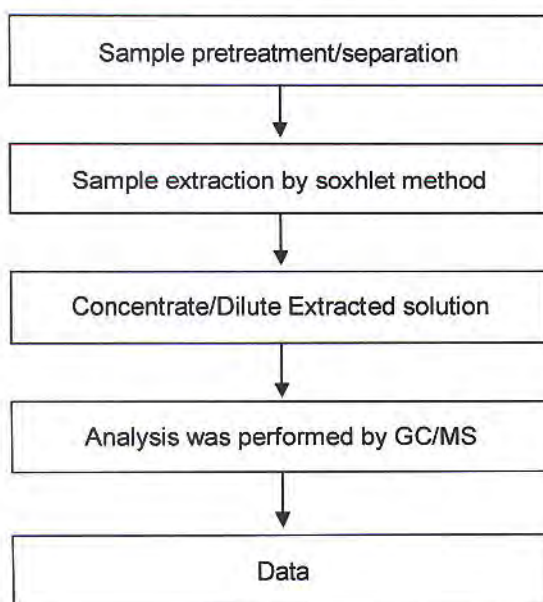 Sample pretreatment/separation
Sample extraction by soxhlet method
Concentrate/Dilute Extracted solution
Analysis was performed by GC/MS
Data